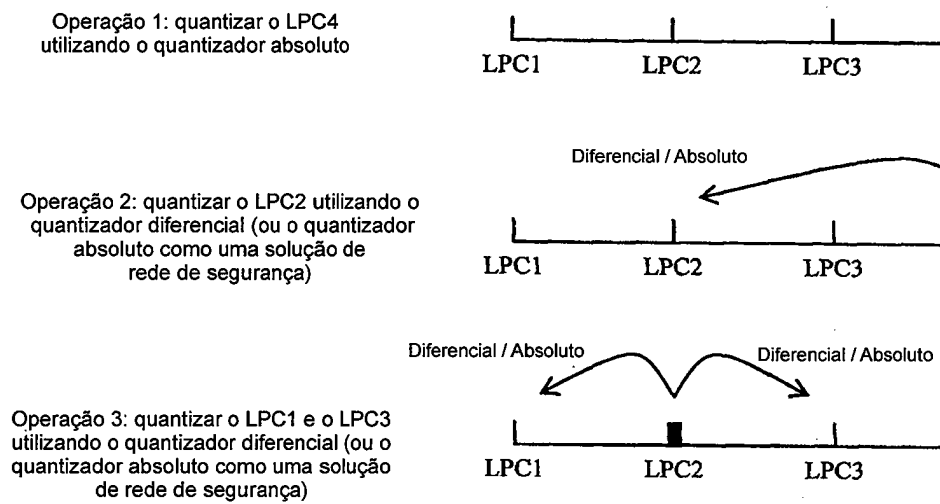 Operação 1: quantizar o LPC4
utilizando o quantizador absoluto
LPC1 LPC2 LPC3
Diferencial / Absoluto
Operação 2: quantizar o LPC2 utilizando o
quantizador diferencial (ou o quantizador
absoluto como uma solução de
rede de segurança)
LPC1 LPC2 LPC3
Diferencial / Absoluto Diferencial / Absoluto
Operação 3: quantizar o LPC1 e o LPC3
utilizando o quantizador diferencial (ou o
quantizador absoluto como uma solução
de rede de segurança)
LPC1 LPC2 LPC3